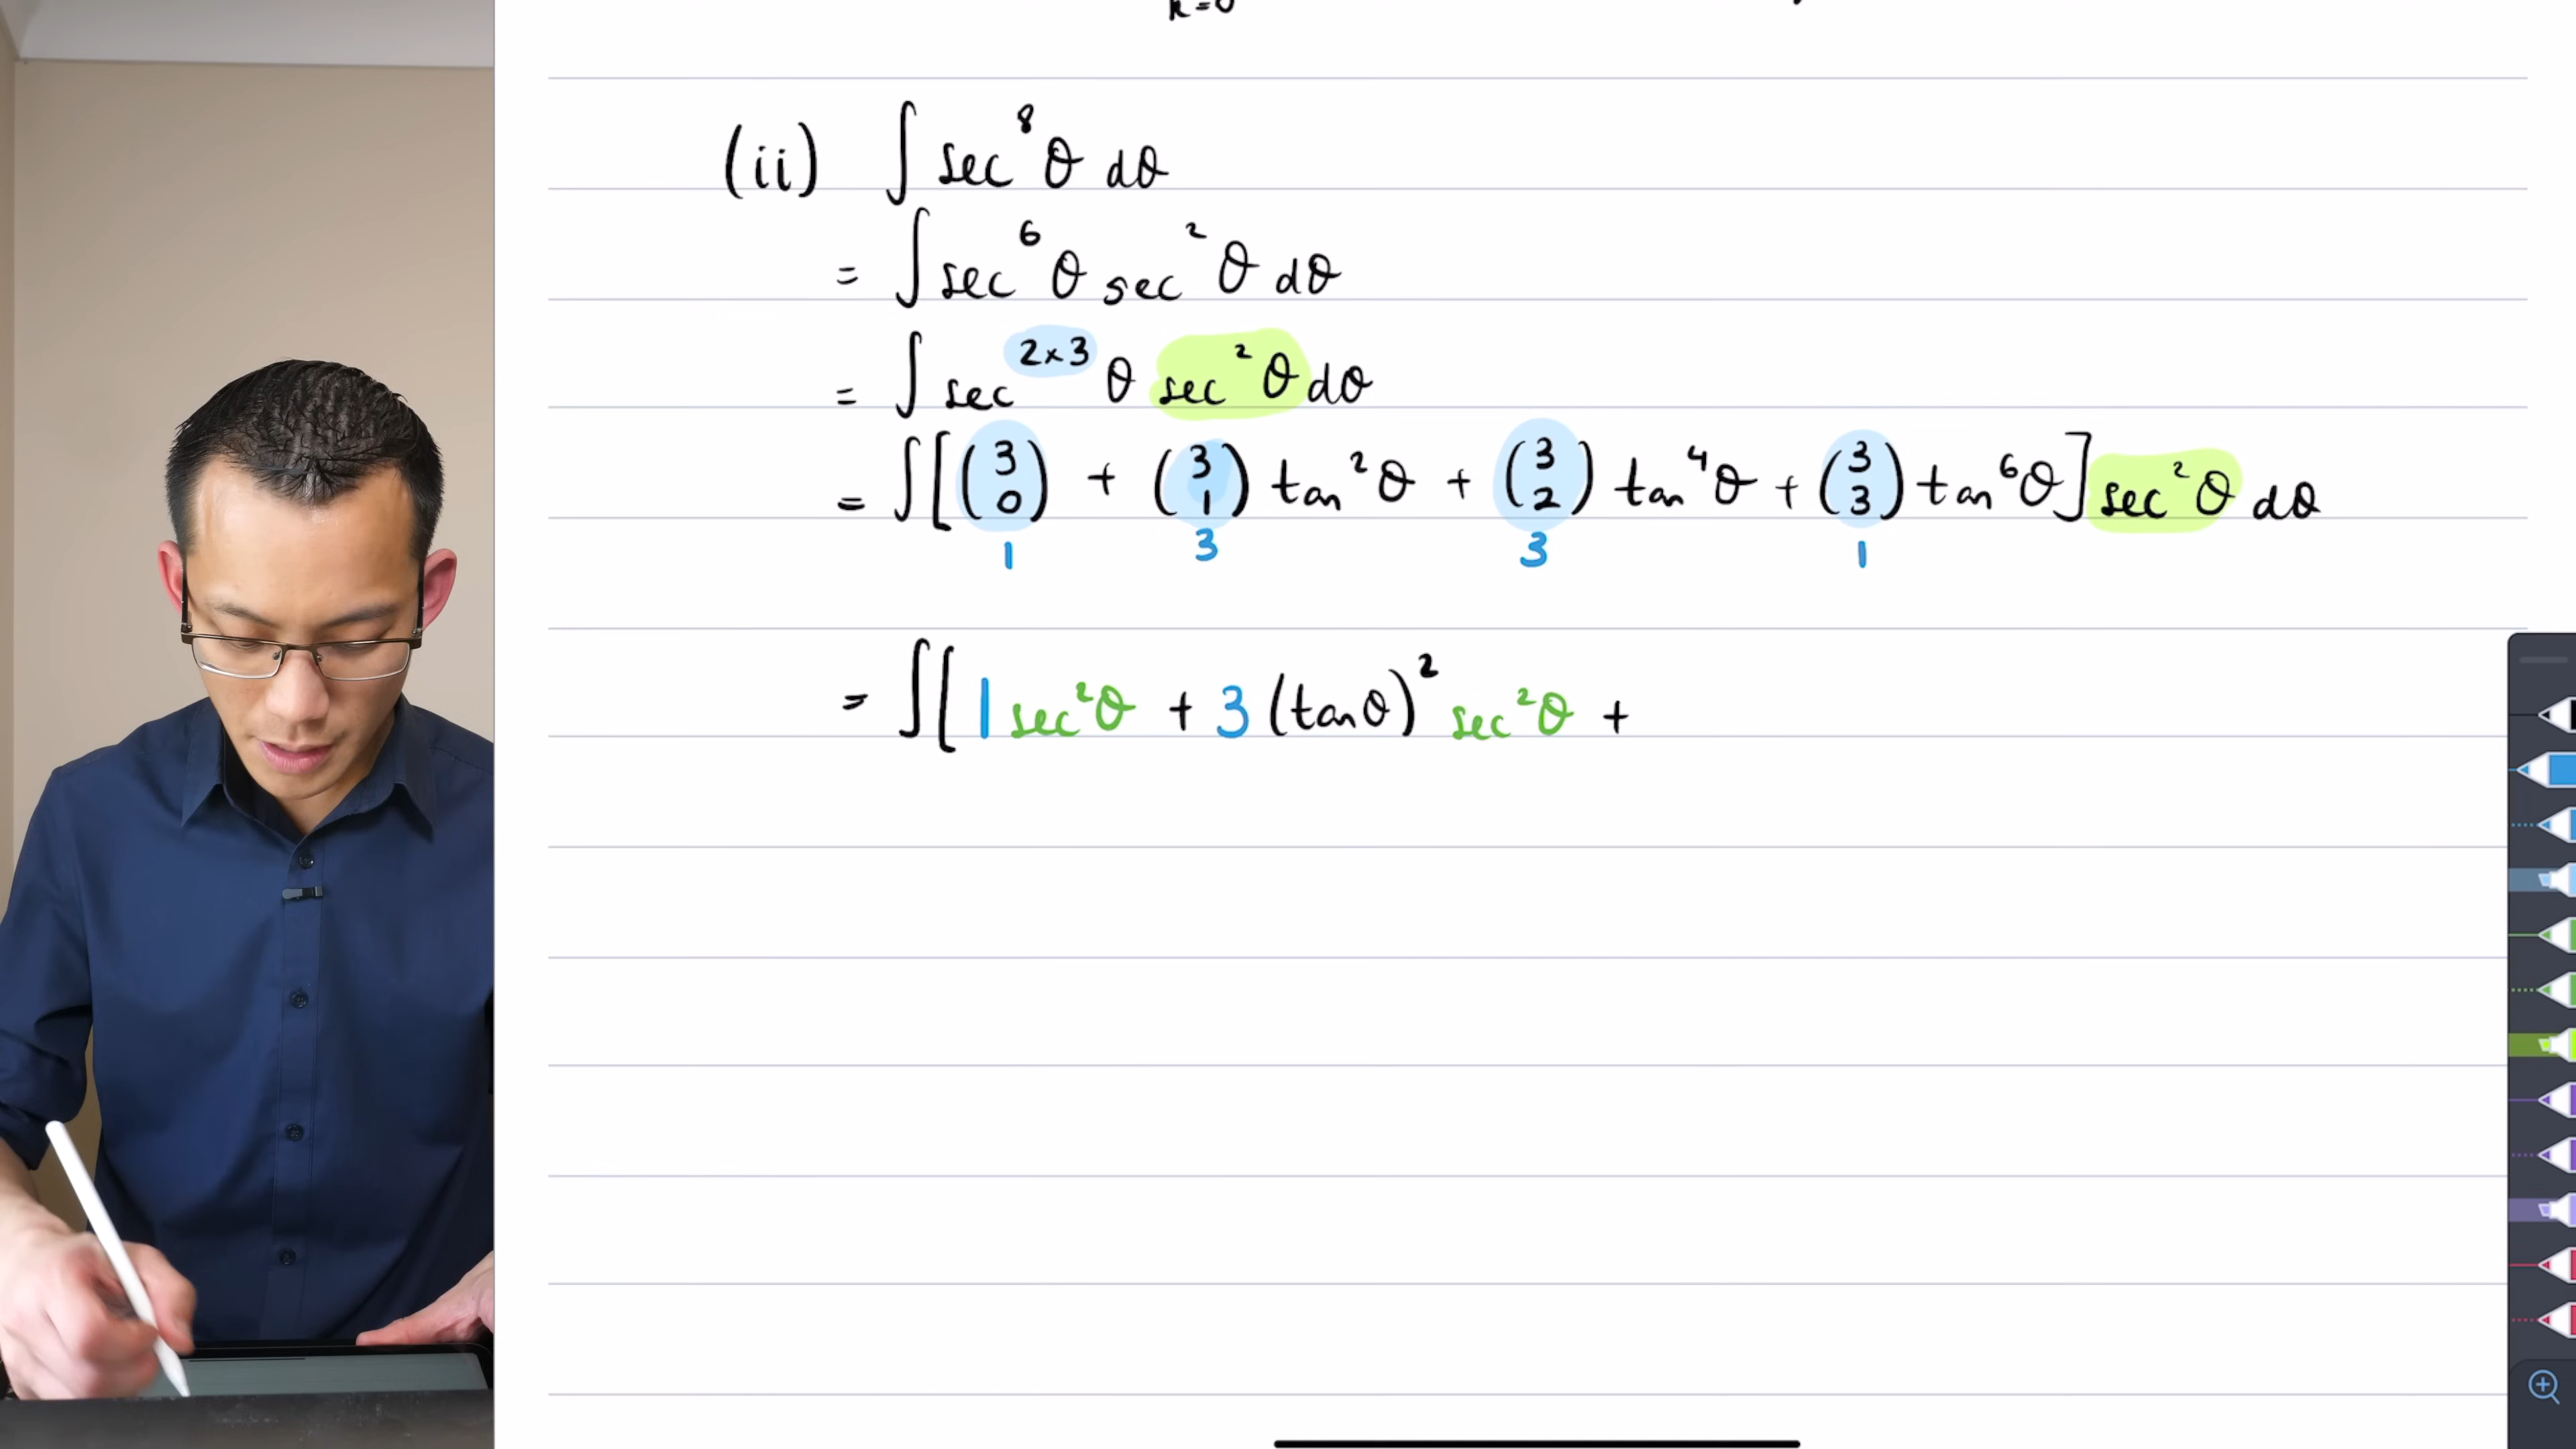 k=0
(ii) ∫ sec⁸θ dθ
= ∫ sec⁶θ sec²θ dθ
= ∫ sec^{2×3} θ sec²θ dθ
= ∫[(3 0) + (3 1) tan²θ + (3 2) tan⁴θ + (3 3) tan⁶θ] sec²θ dθ
1 3 3 1
= ∫[1 sec²θ + 3 (tanθ)² sec²θ +